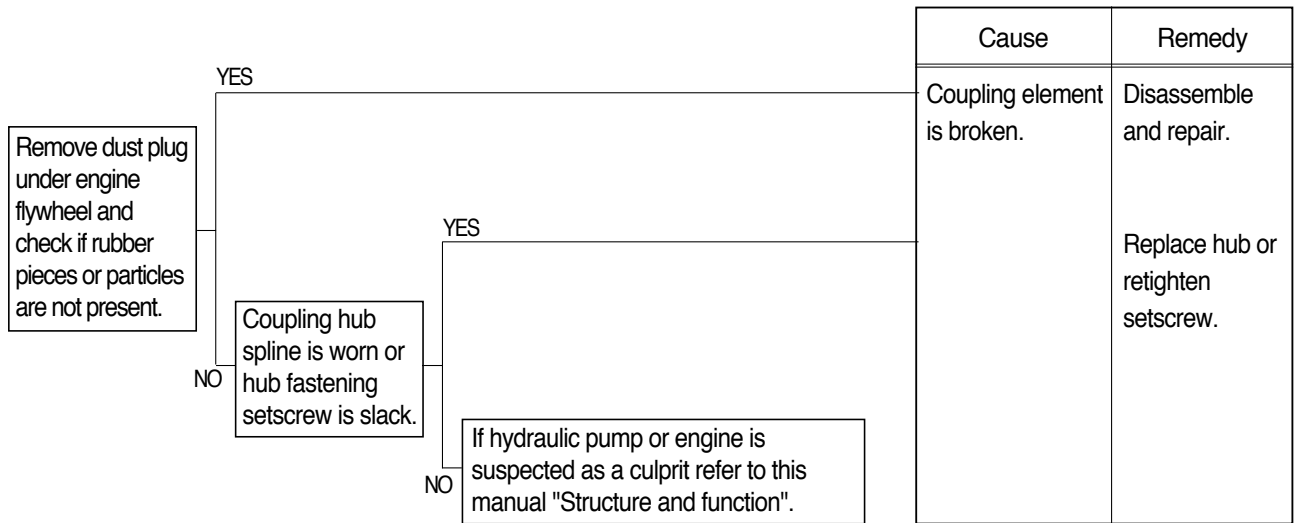 Cause
Remedy
YES
Coupling element
is broken.
Disassemble
and repair.
Remove dust plug
under engine
flywheel and
check if rubber
pieces or particles
are not present.
YES
Replace hub or
retighten
setscrew.
NO
Coupling hub
spline is worn or
hub fastening
setscrew is slack.
NO
If hydraulic pump or engine is
suspected as a culprit refer to this
manual "Structure and function".